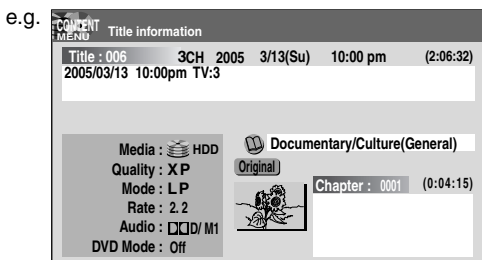 e.g.
CONTENT MENU Title information
Title : 006 3CH 2005 3/13(Su) 10:00 pm (2:06:32)
2005/03/13 10:00pm TV:3
Media : HDD
Documentary/Culture(General)
Quality : XP
Original
Mode : LP
Chapter : 0001 (0:04:15)
Rate : 2.2
Audio : D/M1
DVD Mode : Off